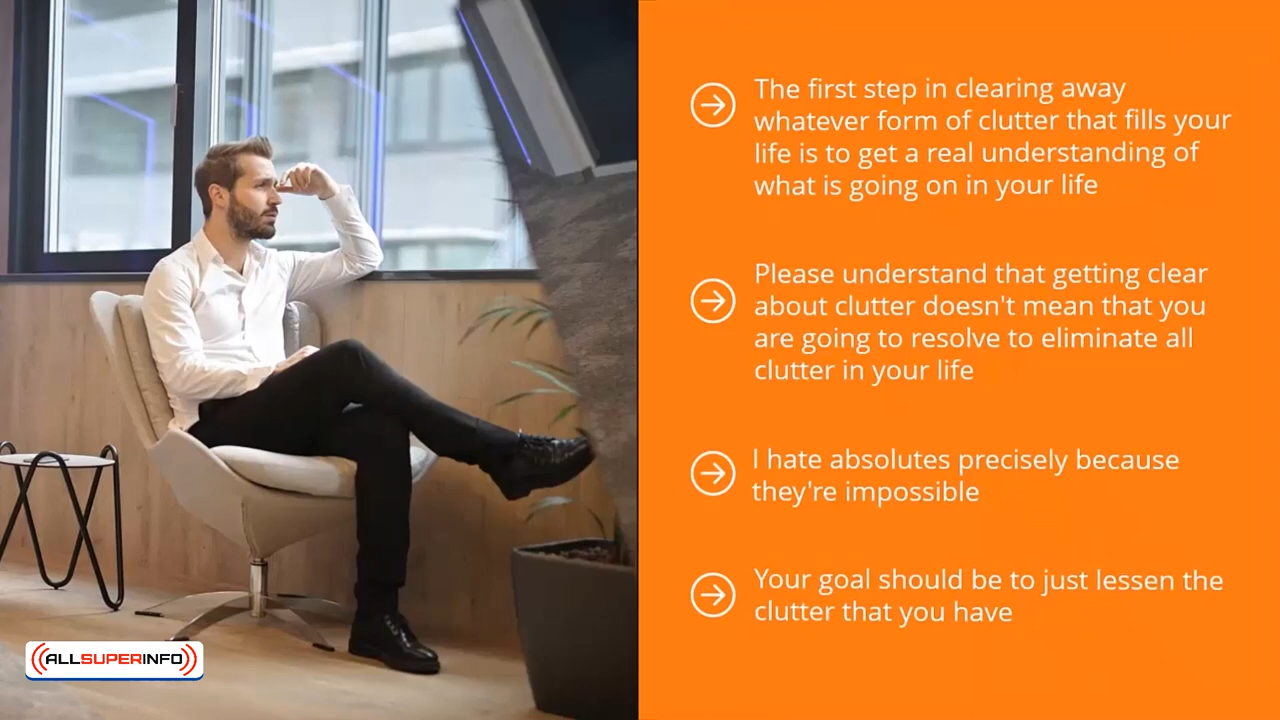 The first step in clearing away
whatever form of clutter that fills your
life is to get a real understanding of
what is going on in your life
Please understand that getting clear
about clutter doesn't mean that you
are going to resolve to eliminate all
clutter in your life
I hate absolutes precisely because
they're impossible
Your goal should be to just lessen the
clutter that you have
ALLSUPERINFO